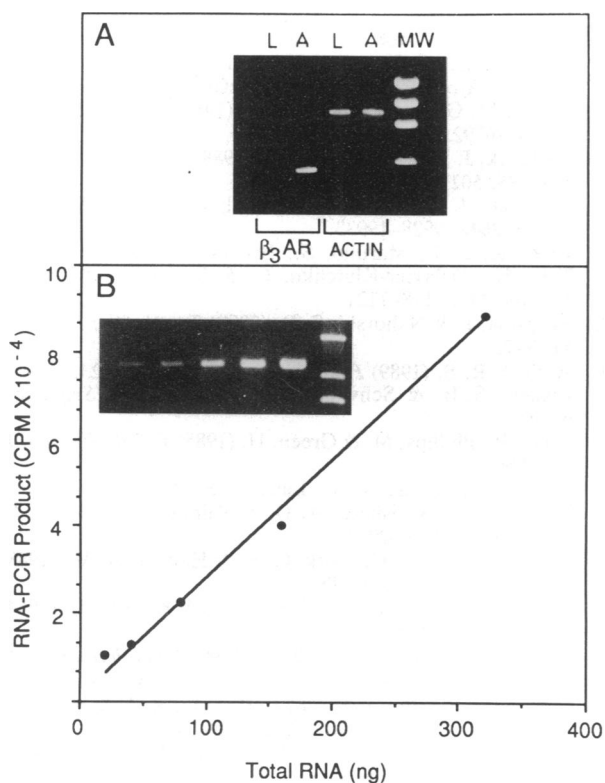 A
L A L A MW
β₃AR ACTIN
B
RNA-PCR Product (CPM X 10⁻⁴)
10
8
6
4
2
0 100 200 300 400
Total RNA (ng)